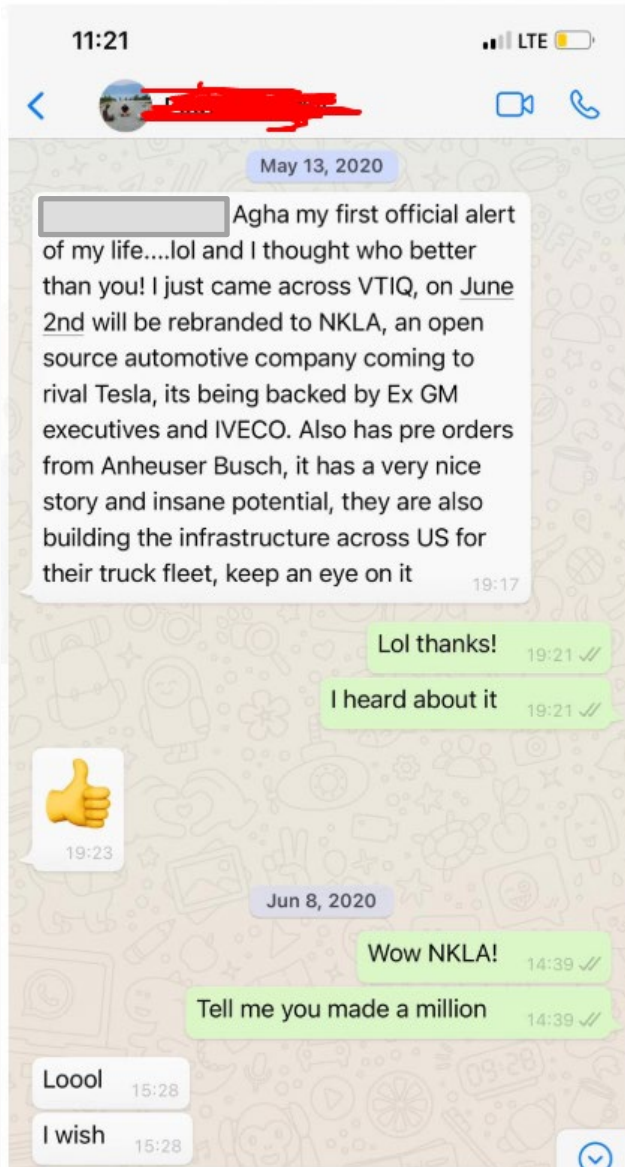 11:21
LTE
May 13, 2020
Agha my first official alert
of my life....lol and I thought who better
than you! I just came across VTIQ, on June
2nd will be rebranded to NKLA, an open
source automotive company coming to
rival Tesla, its being backed by Ex GM
executives and IVECO. Also has pre orders
from Anheuser Busch, it has a very nice
story and insane potential, they are also
building the infrastructure across US for
their truck fleet, keep an eye on it
19:17
Lol thanks!
19:21
I heard about it
19:21
19:23
Jun 8, 2020
Wow NKLA!
14:39
Tell me you made a million
14:39
Loool
15:28
I wish
15:28